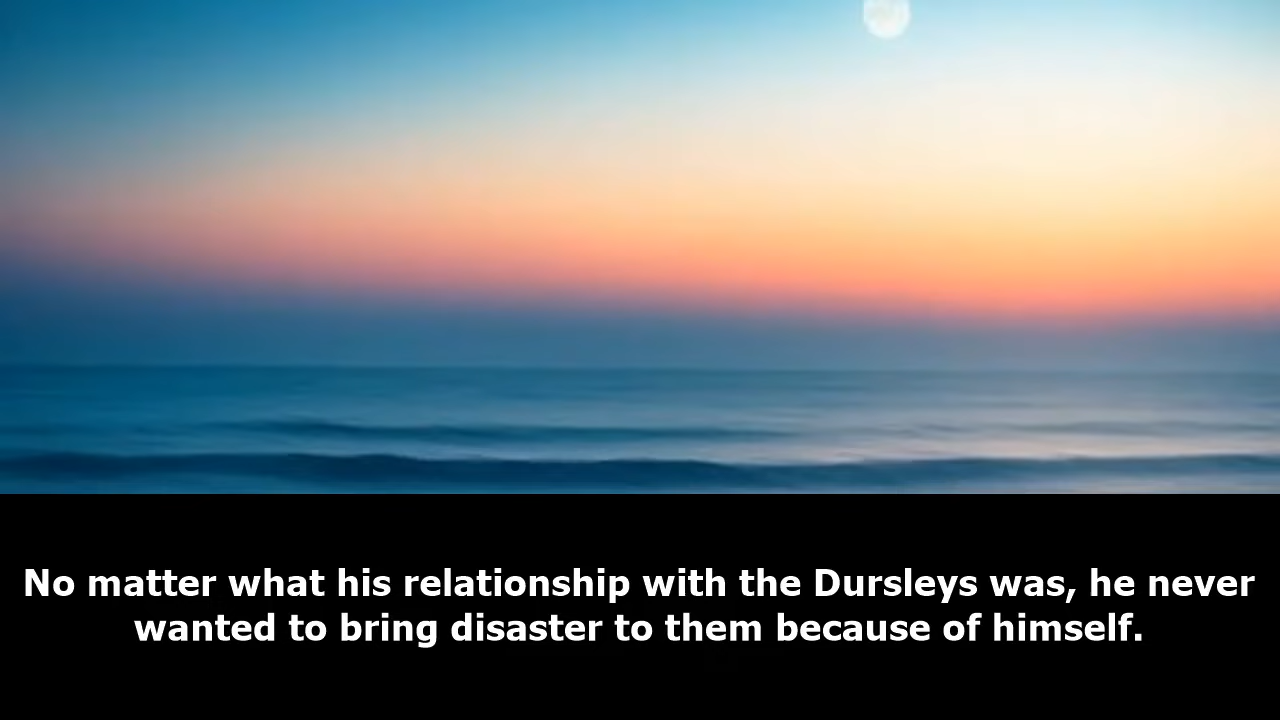 No matter what his relationship with the Dursleys was, he never
wanted to bring disaster to them because of himself.